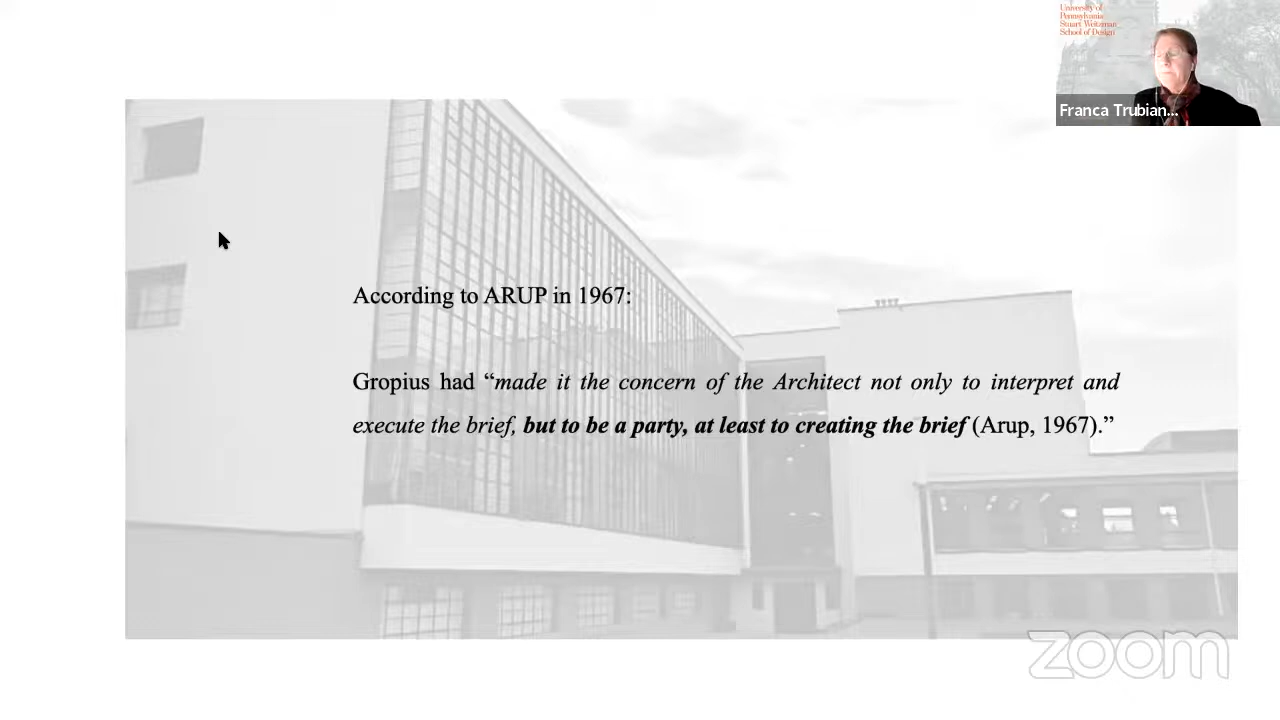 University of
Pennsylvania
Stuart Weitzman
School of Design
Franca Trubian...
According to ARUP in 1967:
Gropius had “made it the concern of the Architect not only to interpret and
execute the brief, but to be a party, at least to creating the brief (Arup, 1967).”
zoom